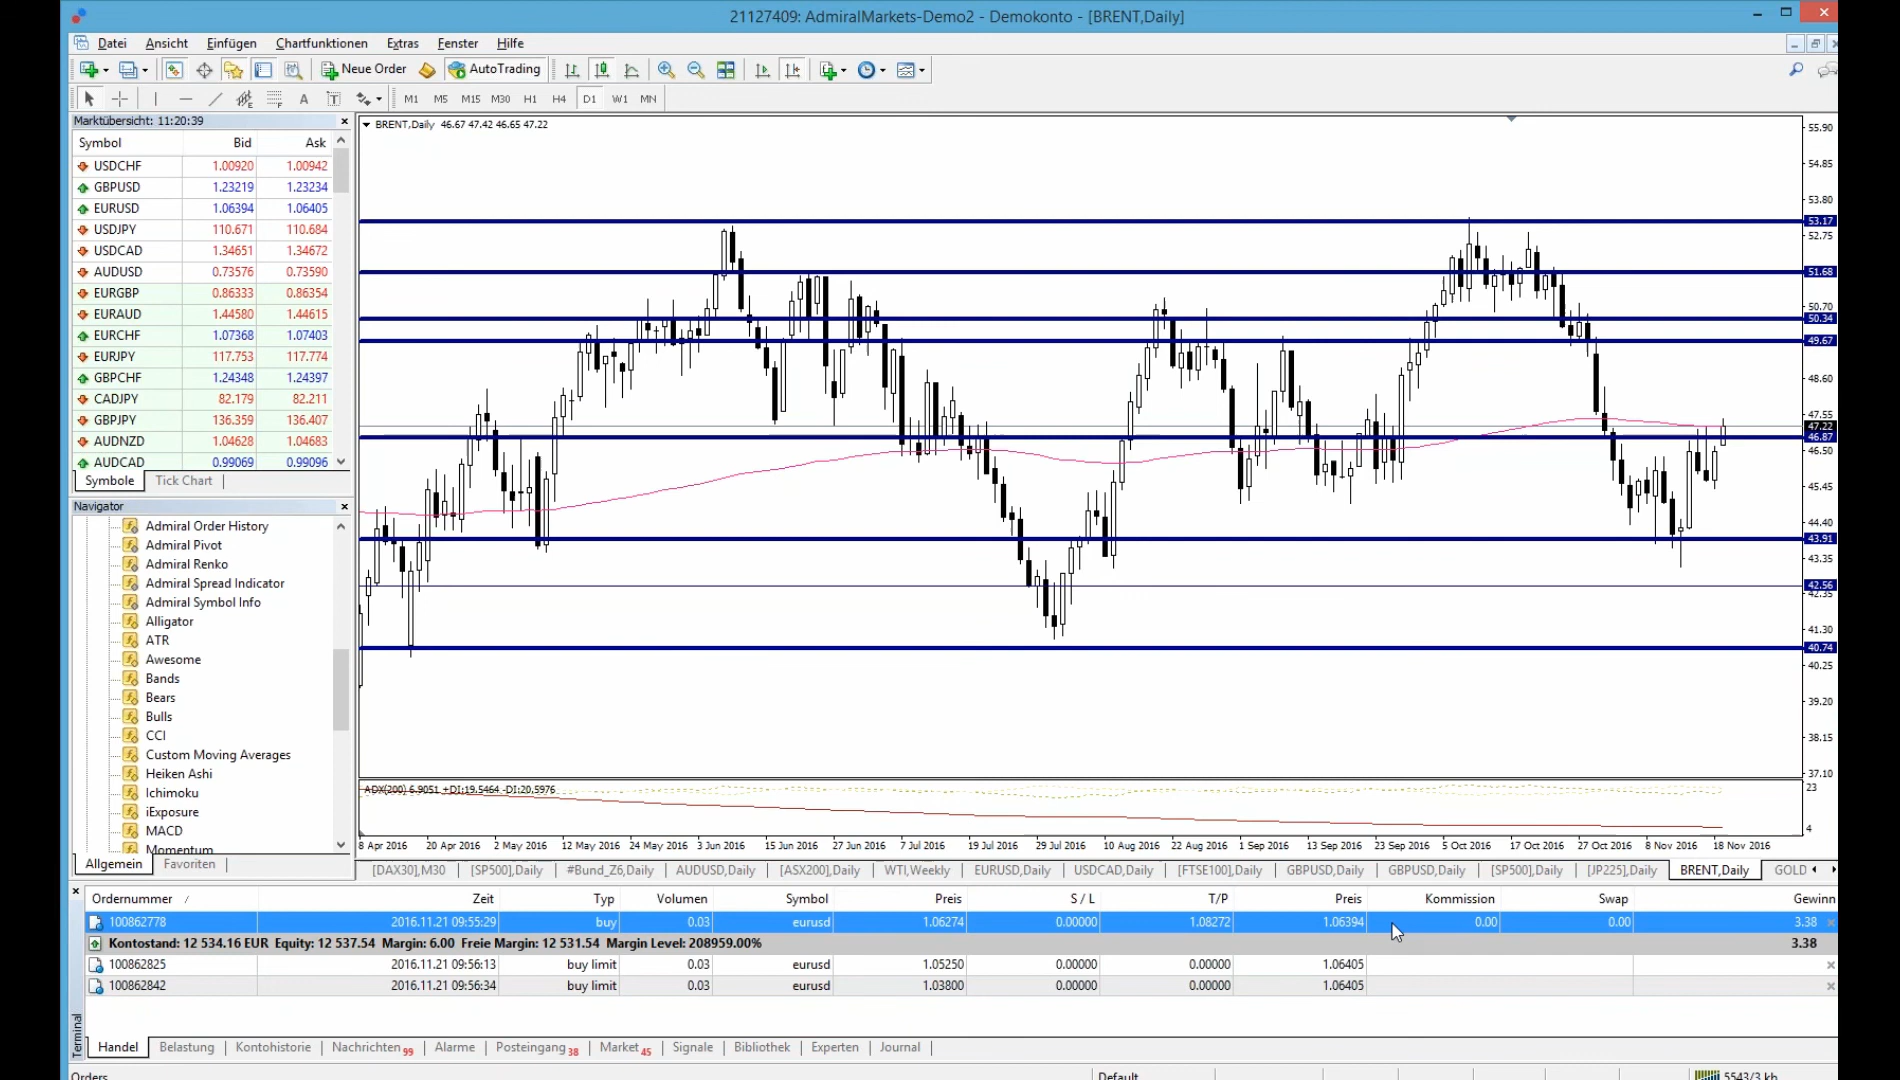 21127409: AdmiralMarkets-Demo2 - Demokonto - [BRENT,Daily]
Datei Ansicht Einfügen Chartfunktionen Extras Fenster Hilfe
Neue Order AutoTrading
A T M1 M5 M15 M30 H1 H4 D1 W1 MN
Marktübersicht: 11:20:39
Symbol Bid Ask
USDCHF 1.00920 1.00942
GBPUSD 1.23219 1.23234
EURUSD 1.06394 1.06405
USDJPY 110.671 110.684
USDCAD 1.34651 1.34672
AUDUSD 0.73576 0.73590
EURGBP 0.86333 0.86354
EURAUD 1.44580 1.44615
EURCHF 1.07368 1.07403
EURJPY 117.753 117.774
GBPCHF 1.24348 1.24397
CADJPY 82.179 82.211
GBPJPY 136.359 136.407
AUDNZD 1.04628 1.04683
AUDCAD 0.99069 0.99096
Symbole Tick Chart
Navigator
Admiral Order History
Admiral Pivot
Admiral Renko
Admiral Spread Indicator
Admiral Symbol Info
Alligator
ATR
Awesome
Bands
Bears
Bulls
CCI
Custom Moving Averages
Heiken Ashi
Ichimoku
iExposure
MACD
Momentum
Allgemein Favoriten
BRENT,Daily 46.67 47.42 46.65 47.22
55.90
54.85
53.80
53.17
52.75
51.68
50.70
50.34
49.67
48.60
47.55
47.22
46.87
46.50
45.45
44.40
43.91
43.35
42.56
42.35
41.30
40.74
40.25
39.20
38.15
37.10
ADX(200) 6.9051 +DI:19.5464 -DI:20.5976
23
4
8 Apr 2016 20 Apr 2016 2 May 2016 12 May 2016 24 May 2016 3 Jun 2016 15 Jun 2016 27 Jun 2016 7 Jul 2016 19 Jul 2016 29 Jul 2016 10 Aug 2016 22 Aug 2016 1 Sep 2016 13 Sep 2016 23 Sep 2016 5 Oct 2016 17 Oct 2016 27 Oct 2016 8 Nov 2016 18 Nov 2016
[DAX30],M30 [SP500],Daily #Bund_Z6,Daily AUDUSD,Daily [ASX200],Daily WTI,Weekly EURUSD,Daily USDCAD,Daily [FTSE100],Daily GBPUSD,Daily GBPUSD,Daily [SP500],Daily [JP225],Daily BRENT,Daily GOLD
Ordernummer / Zeit Typ Volumen Symbol Preis S / L T/P Preis Kommission Swap Gewinn
100862778 2016.11.21 09:55:29 buy 0.03 eurusd 1.06274 0.00000 1.08272 1.06394 0.00 0.00 3.38
Kontostand: 12 534.16 EUR Equity: 12 537.54 Margin: 6.00 Freie Margin: 12 531.54 Margin Level: 208959.00% 3.38
100862825 2016.11.21 09:56:13 buy limit 0.03 eurusd 1.05250 0.00000 0.00000 1.06405
100862842 2016.11.21 09:56:34 buy limit 0.03 eurusd 1.03800 0.00000 0.00000 1.06405
Terminal
Handel Belastung Kontohistorie Nachrichten 99 Alarme Posteingang 38 Market 45 Signale Bibliothek Experten Journal
Orders Default 5543/3 kb